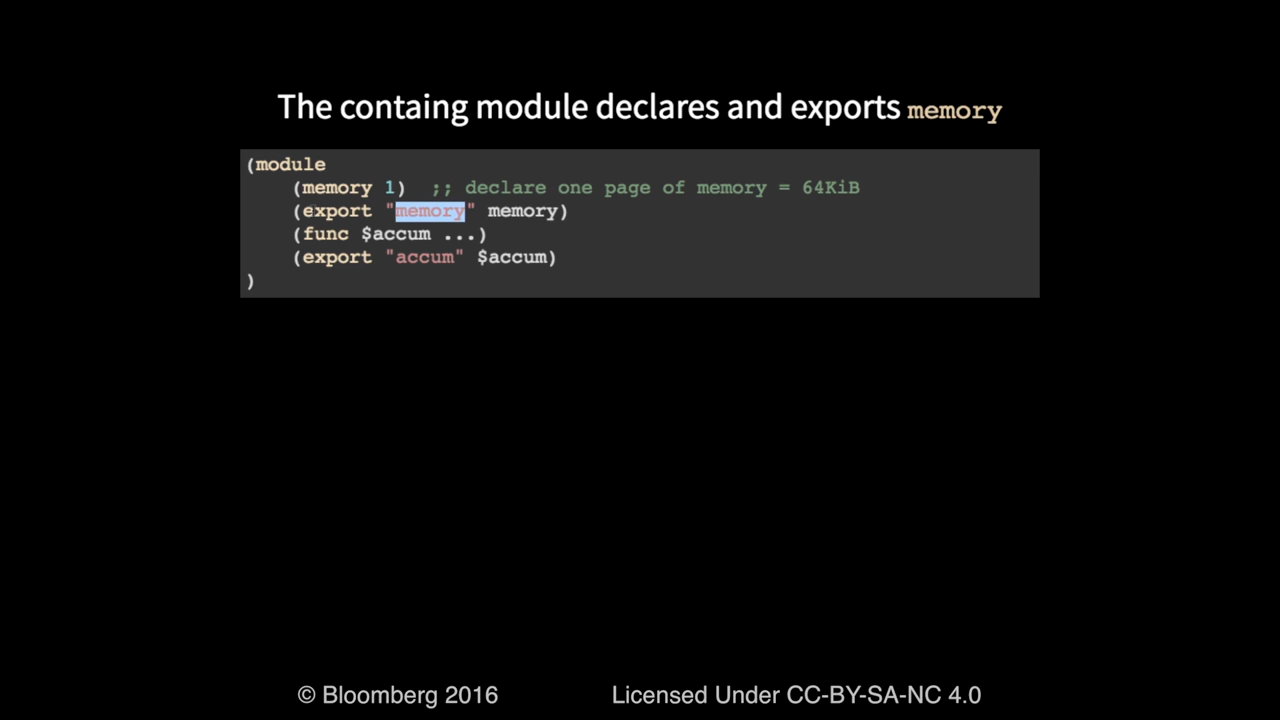 The containg module declares and exports memory
(module
    (memory 1)  ;; declare one page of memory = 64KiB
    (export "memory" memory)
    (func $accum ...)
    (export "accum" $accum)
)
© Bloomberg 2016
Licensed Under CC-BY-SA-NC 4.0